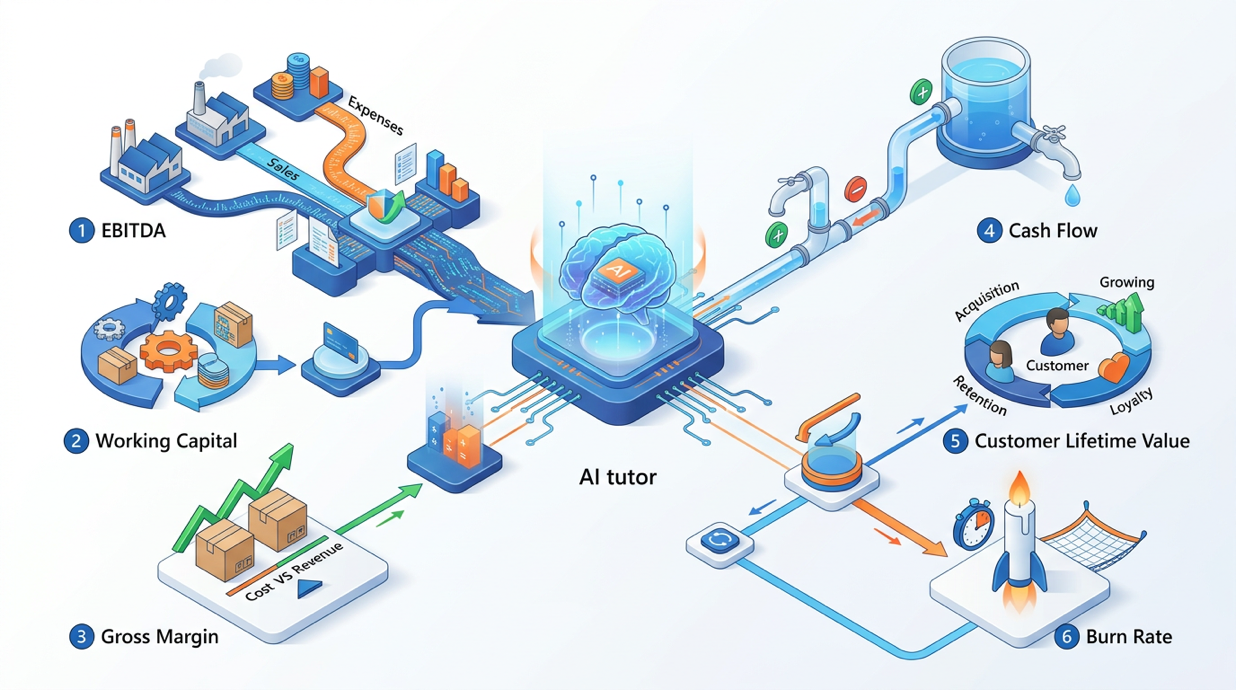 Expenses
Sales
1 EBITDA
2 Working Capital
Cost VS Revenue
3 Gross Margin
AI
AI tutor
4 Cash Flow
Acquisition
Growing
Customer
Retention
Loyalty
5 Customer Lifetime Value
6 Burn Rate